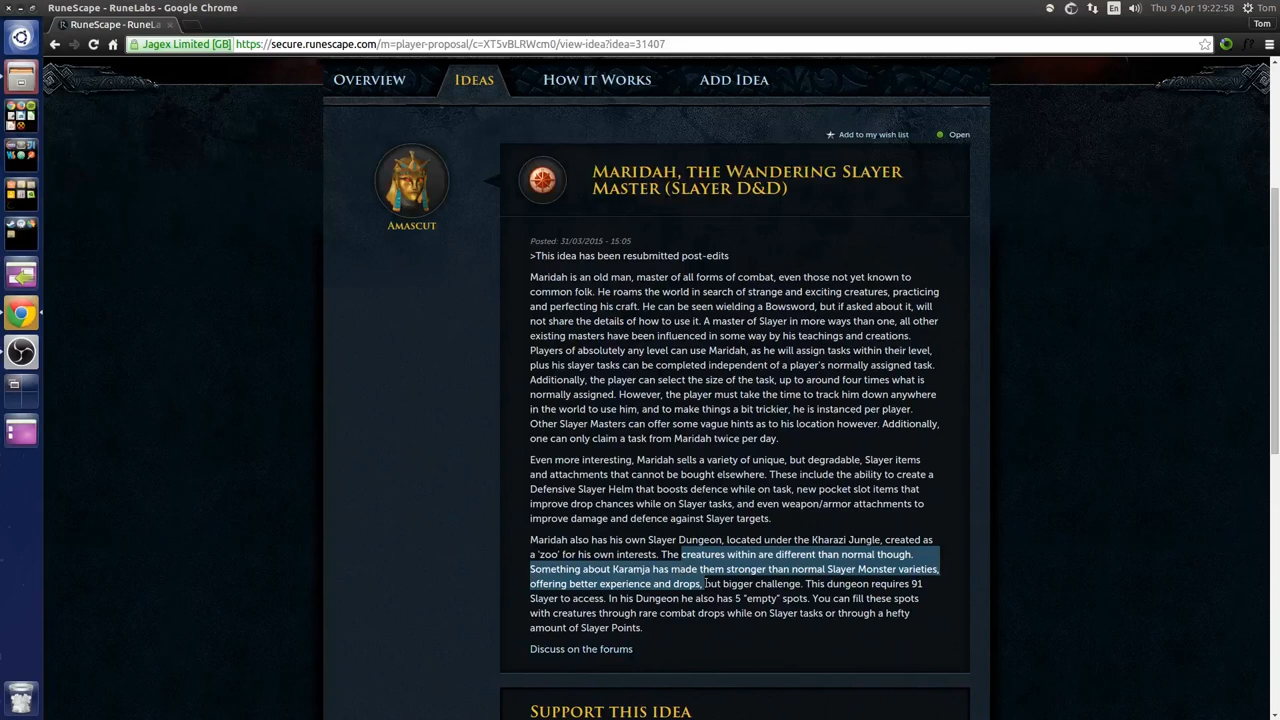 RuneScape - RuneLabs - Google Chrome
En
Thu 9 Apr 19:22:58
Tom
RuneScape - RuneLa
Tom
Jagex Limited [GB]
https://secure.runescape.com/m=player-proposal/c=XT5vBLRWcm0/view-idea?idea=31407
OVERVIEW
IDEAS
HOW IT WORKS
ADD IDEA
Add to my wish list
Open
AMASCUT
MARIDAH, THE WANDERING SLAYER
MASTER (SLAYER D&D)
Posted: 31/03/2015 - 15:05
>This idea has been resubmitted post-edits
Maridah is an old man, master of all forms of combat, even those not yet known to
common folk. He roams the world in search of strange and exciting creatures, practicing
and perfecting his craft. He can be seen wielding a Bowsword, but if asked about it, will
not share the details of how to use it. A master of Slayer in more ways than one, all other
existing masters have been influenced in some way by his teachings and creations.
Players of absolutely any level can use Maridah, as he will assign tasks within their level,
plus his slayer tasks can be completed independent of a player's normally assigned task.
Additionally, the player can select the size of the task, up to around four times what is
normally assigned. However, the player must take the time to track him down anywhere
in the world to use him, and to make things a bit trickier, he is instanced per player.
Other Slayer Masters can offer some vague hints as to his location however. Additionally,
one can only claim a task from Maridah twice per day.
Even more interesting, Maridah sells a variety of unique, but degradable, Slayer items
and attachments that cannot be bought elsewhere. These include the ability to create a
Defensive Slayer Helm that boosts defence while on task, new pocket slot items that
improve drop chances while on Slayer tasks, and even weapon/armor attachments to
improve damage and defence against Slayer targets.
Maridah also has his own Slayer Dungeon, located under the Kharazi Jungle, created as
a 'zoo' for his own interests. The creatures within are different than normal though.
Something about Karamja has made them stronger than normal Slayer Monster varieties,
offering better experience and drops, but bigger challenge. This dungeon requires 91
Slayer to access. In his Dungeon he also has 5 "empty" spots. You can fill these spots
with creatures through rare combat drops while on Slayer tasks or through a hefty
amount of Slayer Points.
Discuss on the forums
SUPPORT THIS IDEA